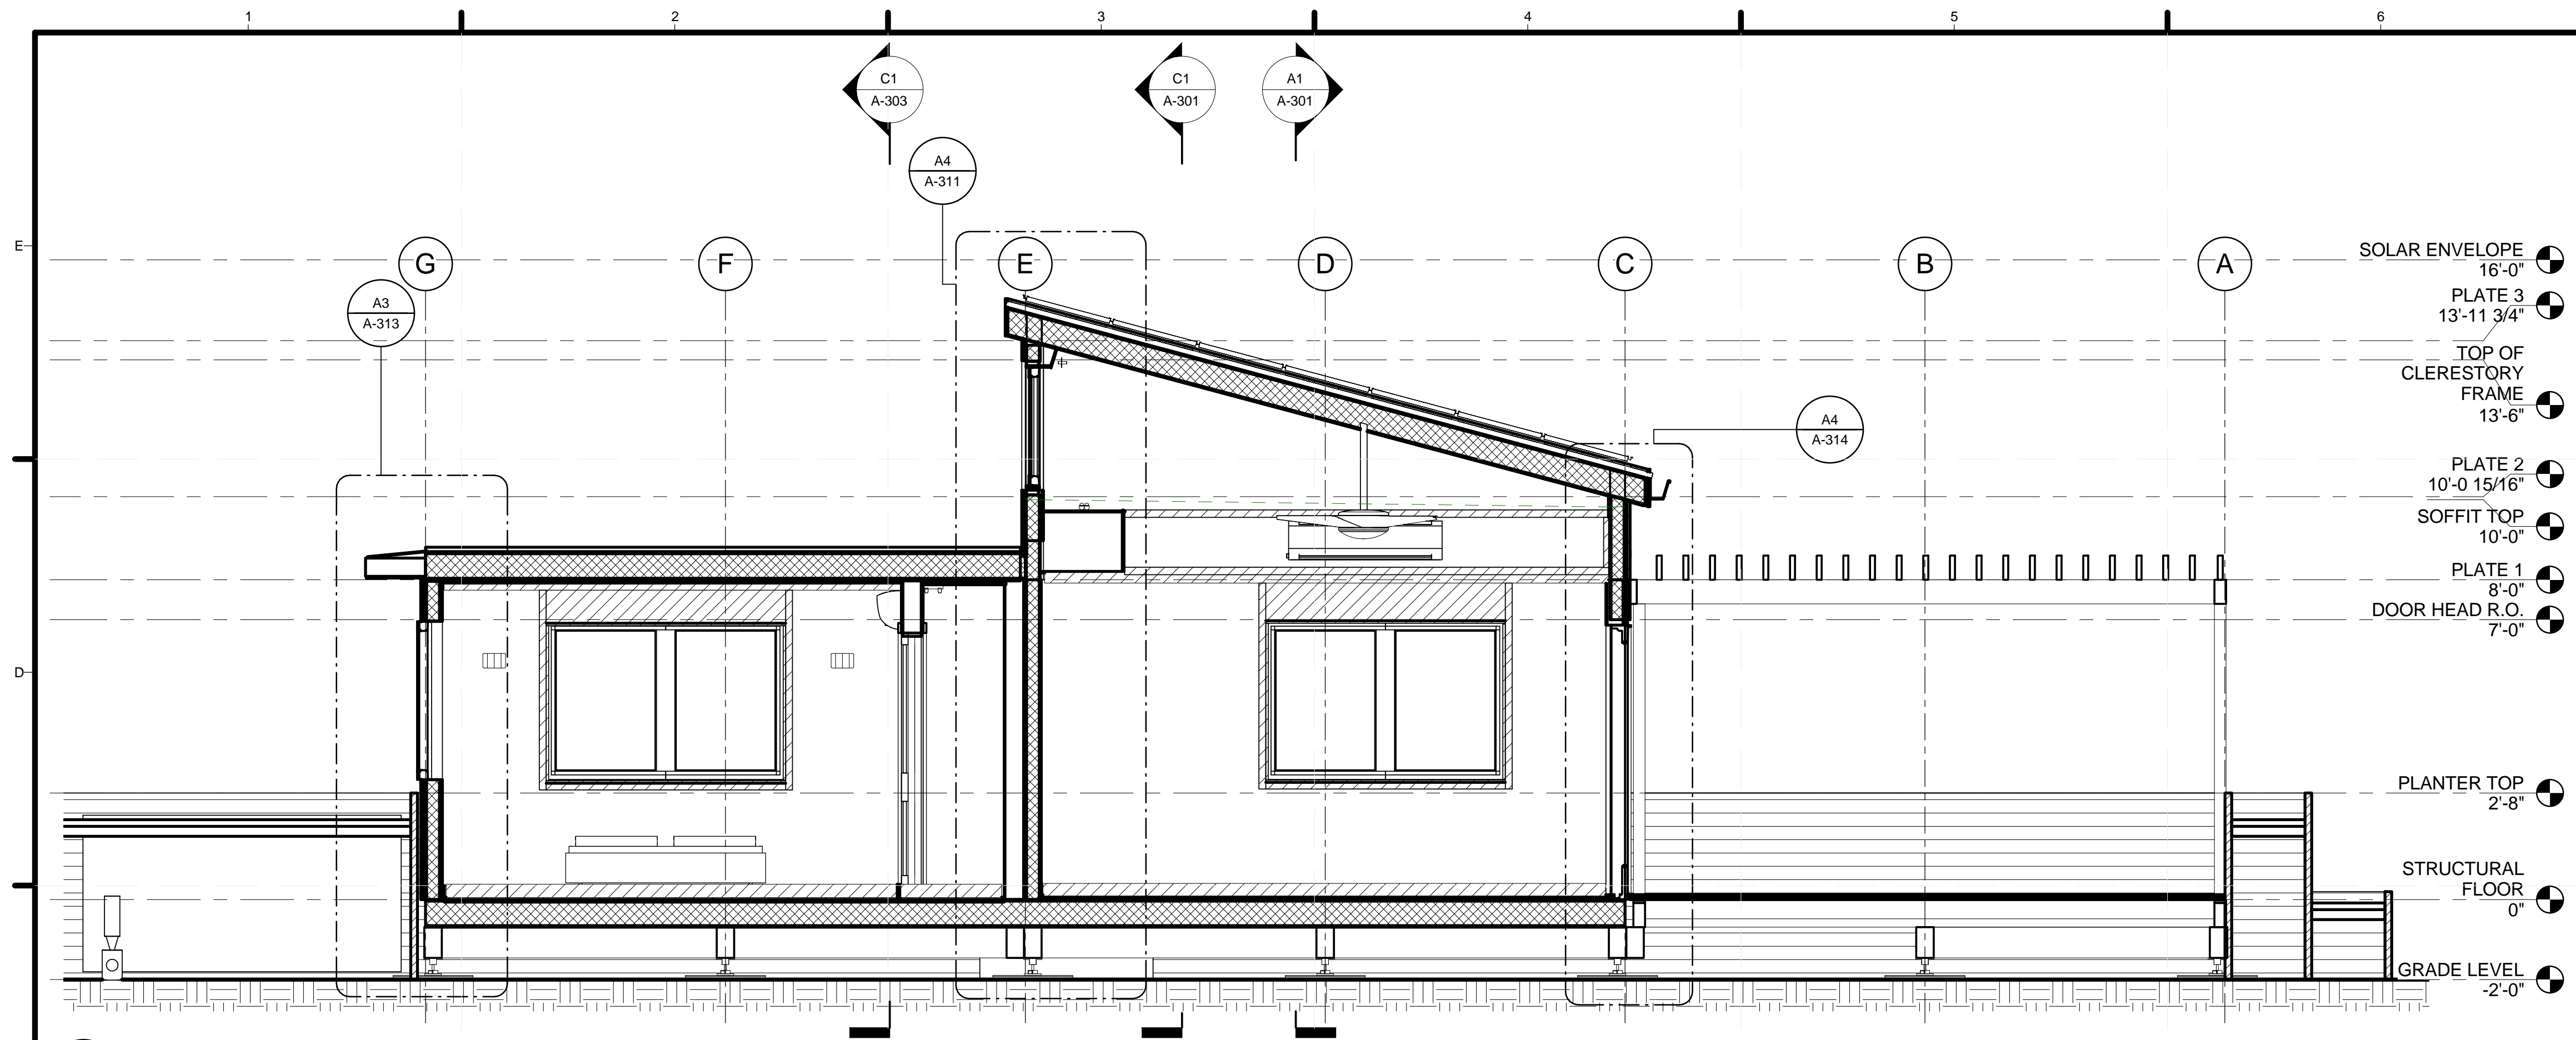 1 2 3 4 5 6
C1
A-303
C1
A-301
A1
A-301
A4
A-311
E
G F E D C B A
SOLAR ENVELOPE
16'-0"
A3
A-313
PLATE 3
13'-11 3/4"
TOP OF
CLERESTORY
FRAME
13'-6"
A4
A-314
PLATE 2
10'-0 15/16"
SOFFIT TOP
10'-0"
PLATE 1
8'-0"
DOOR HEAD R.O.
7'-0"
D
PLANTER TOP
2'-8"
STRUCTURAL
FLOOR
0"
GRADE LEVEL
-2'-0"